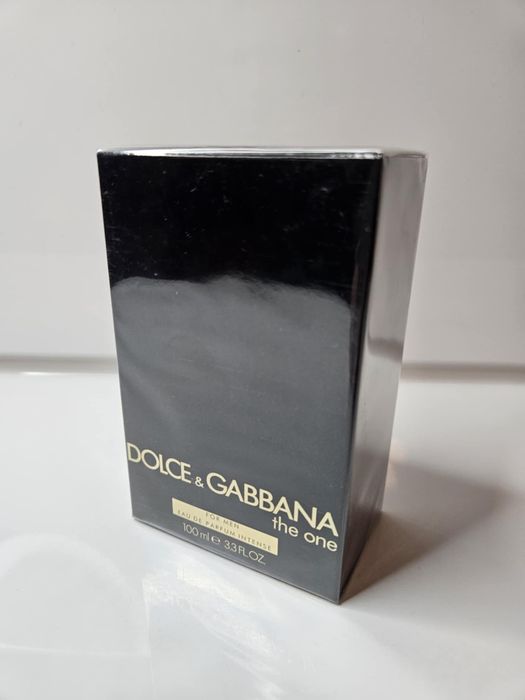 DOLCE & GABBANA
the one
FOR MEN
EAU DE PARFUM INTENSE
100 ml e 3.3 FL.OZ.